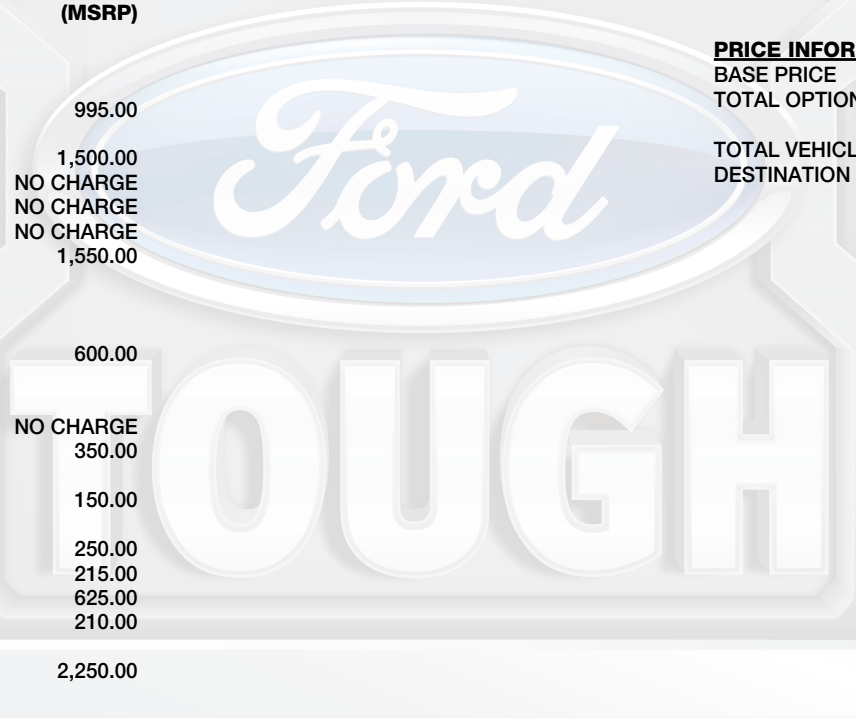 (MSRP)
995.00
1,500.00
NO CHARGE
NO CHARGE
NO CHARGE
1,550.00
600.00
NO CHARGE
350.00
150.00
250.00
215.00
625.00
210.00
2,250.00
PRICE INFOR
BASE PRICE
TOTAL OPTION
TOTAL VEHICL
DESTINATION
Ford
TOUGH